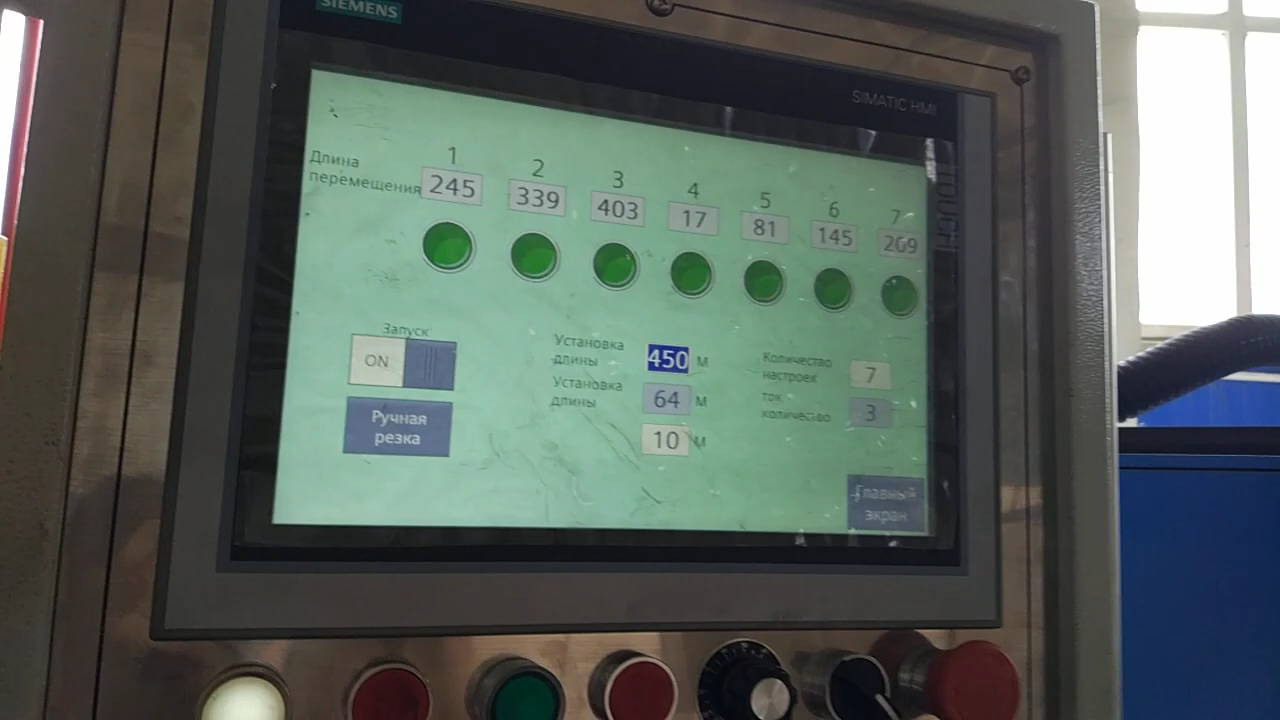 SIEMENS
SIMATIC HMI
TOUCH
1 2 3 4 5 6 7
Длина
перемещения
245 339 403 17 81 145 209
Запуск
ON
Ручная
резка
Установка
длины
450 М
Установка
длины
64 М
10 М
Количество
настроек
7
ток
количество
3
Главный
экран